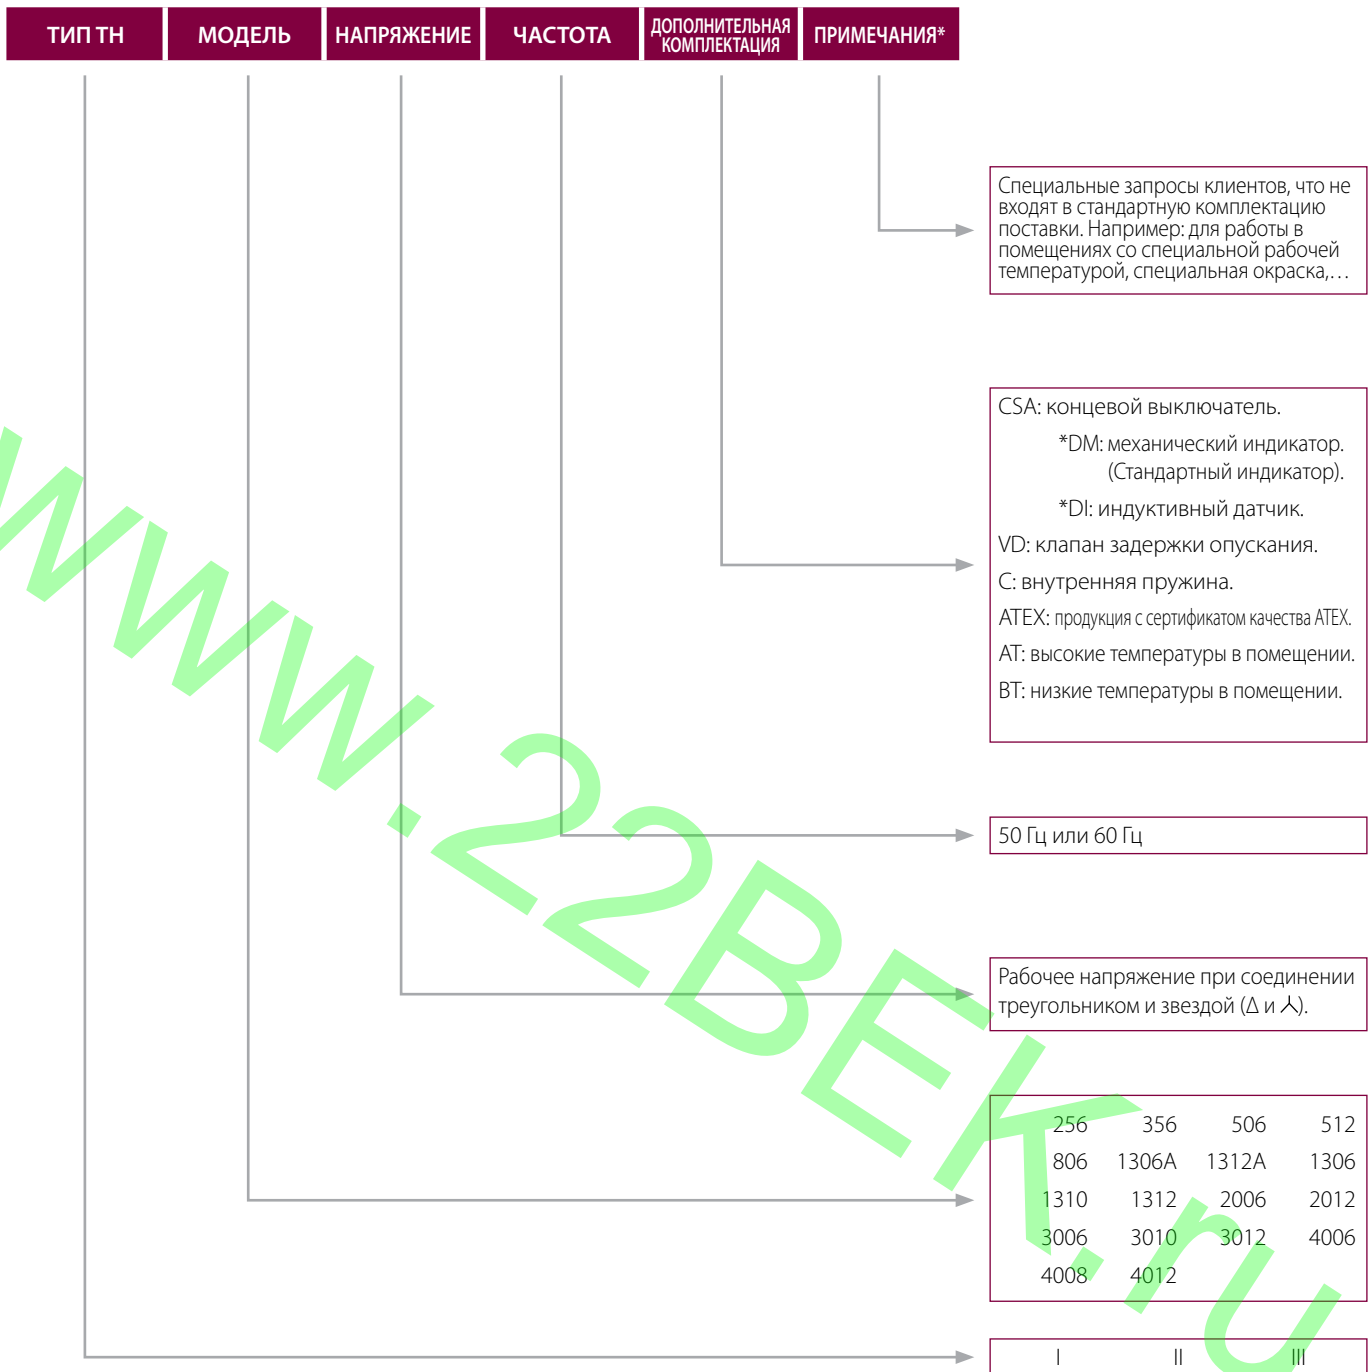 ТИП ТН МОДЕЛЬ НАПРЯЖЕНИЕ ЧАСТОТА ДОПОЛНИТЕЛЬНАЯ КОМПЛЕКТАЦИЯ ПРИМЕЧАНИЯ*
Специальные запросы клиентов, что не
входят в стандартную комплектацию
поставки. Например: для работы в
помещениях со специальной рабочей
температурой, специальная окраска,…
CSA: концевой выключатель.
*DM: механический индикатор.
(Стандартный индикатор).
*DI: индуктивный датчик.
VD: клапан задержки опускания.
C: внутренняя пружина.
ATEX: продукция с сертификатом качества ATEX.
AT: высокие температуры в помещении.
BT: низкие температуры в помещении.
50 Гц или 60 Гц
Рабочее напряжение при соединении
треугольником и звездой (Δ и ⅄).
256 356 506 512
806 1306A 1312A 1306
1310 1312 2006 2012
3006 3010 3012 4006
4008 4012
I II III
www.22BEK.ru